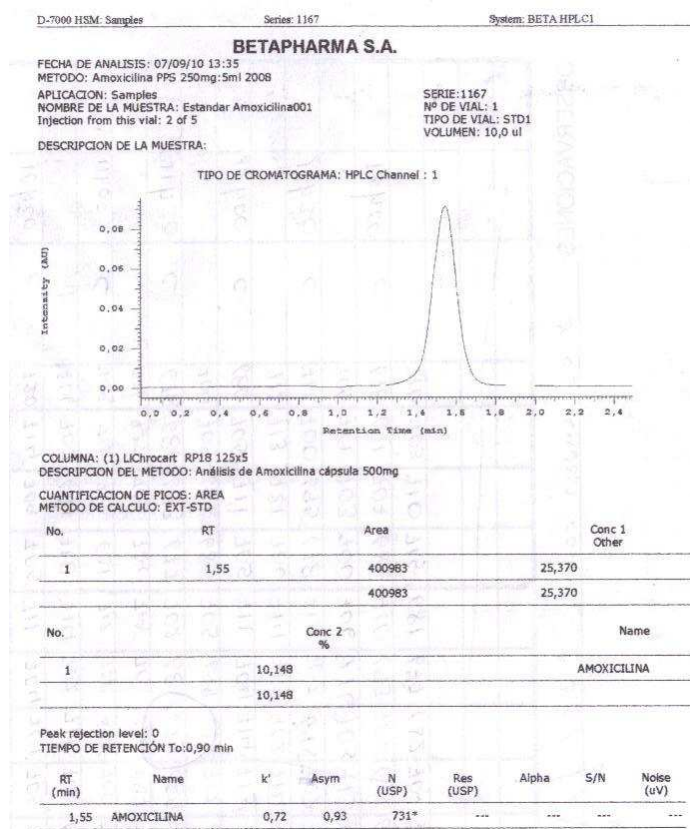 D-7000 HSM: Samples Series: 1167 System: BETA HPLC1
BETAPHARMA S.A.
FECHA DE ANALISIS: 07/09/10 13:35
METODO: Amoxicilina PPS 250mg:5ml 2008
APLICACION: Samples SERIE:1167
NOMBRE DE LA MUESTRA: Estandar Amoxicilina001 Nº DE VIAL: 1
Injection from this vial: 2 of 5 TIPO DE VIAL: STD1
VOLUMEN: 10,0 ul
DESCRIPCION DE LA MUESTRA:
TIPO DE CROMATOGRAMA: HPLC Channel : 1
Intensity (AU)
0,08
0,06
0,04
0,02
0,00
0,0 0,2 0,4 0,6 0,8 1,0 1,2 1,4 1,6 1,8 2,0 2,2 2,4
Retention Time (min)
COLUMNA: (1) LiChrocart RP18 125x5
DESCRIPCION DEL METODO: Análisis de Amoxicilina cápsula 500mg
CUANTIFICACION DE PICOS: AREA
METODO DE CALCULO: EXT-STD
No. RT Area Conc 1
Other
1 1,55 400983 25,370
400983 25,370
No. Conc 2 Name
%
1 10,148 AMOXICILINA
10,148
Peak rejection level: 0
TIEMPO DE RETENCIÓN To:0,90 min
RT Name k' Asym N Res Alpha S/N Noise
(min) (USP) (USP) (uV)
1,55 AMOXICILINA 0,72 0,93 731* --- --- --- ---